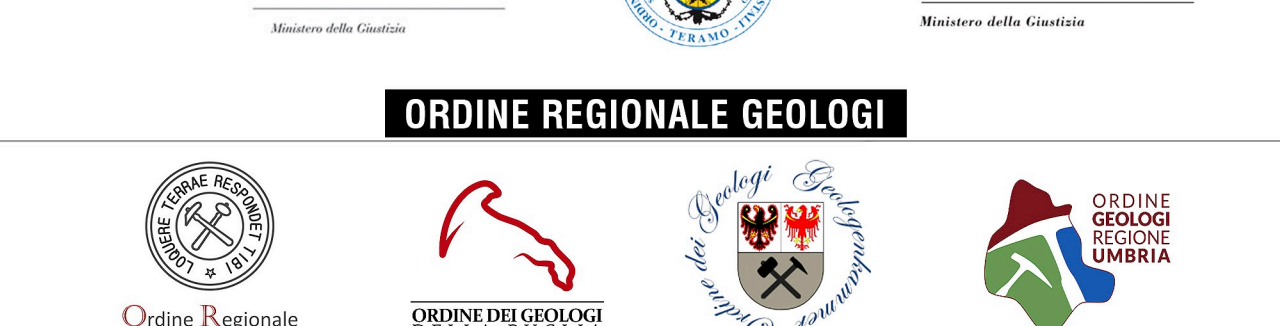 Ministero della Giustizia
- TERAMO -
Ministero della Giustizia
ORDINE REGIONALE GEOLOGI
LOQUERE TERRAE RESPONDET TIBI
Ordine Regionale
ORDINE DEI GEOLOGI
Ordine dei Geologi
Geologenkammer
ORDINE
GEOLOGI
REGIONE
UMBRIA